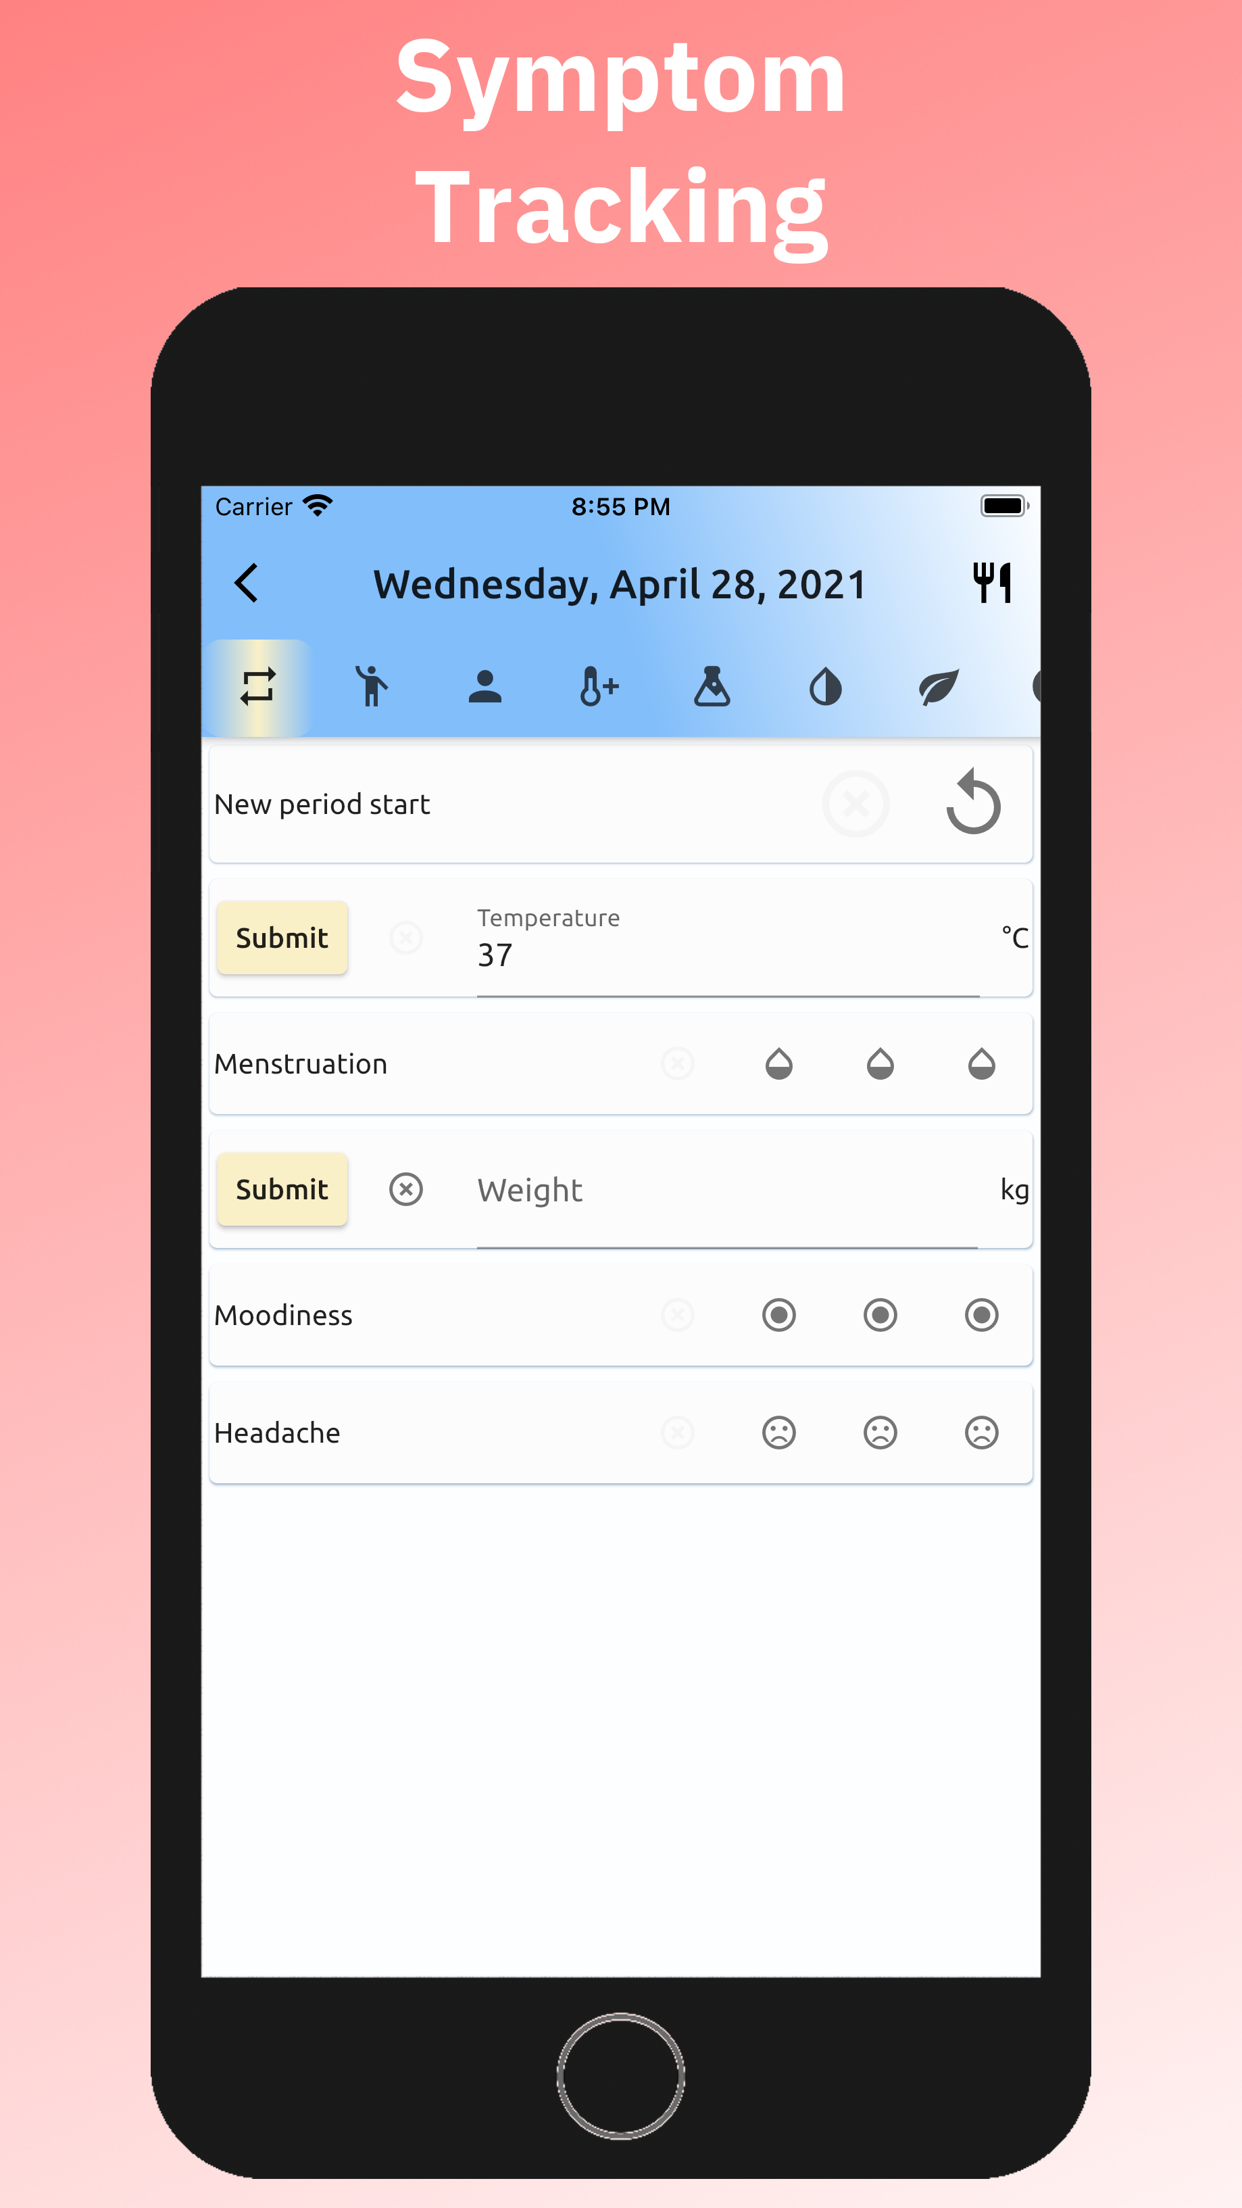 Symptom
Tracking
Carrier 8:55 PM
Wednesday, April 28, 2021
New period start
Submit
Temperature
37
°C
Menstruation
Submit
Weight
kg
Moodiness
Headache